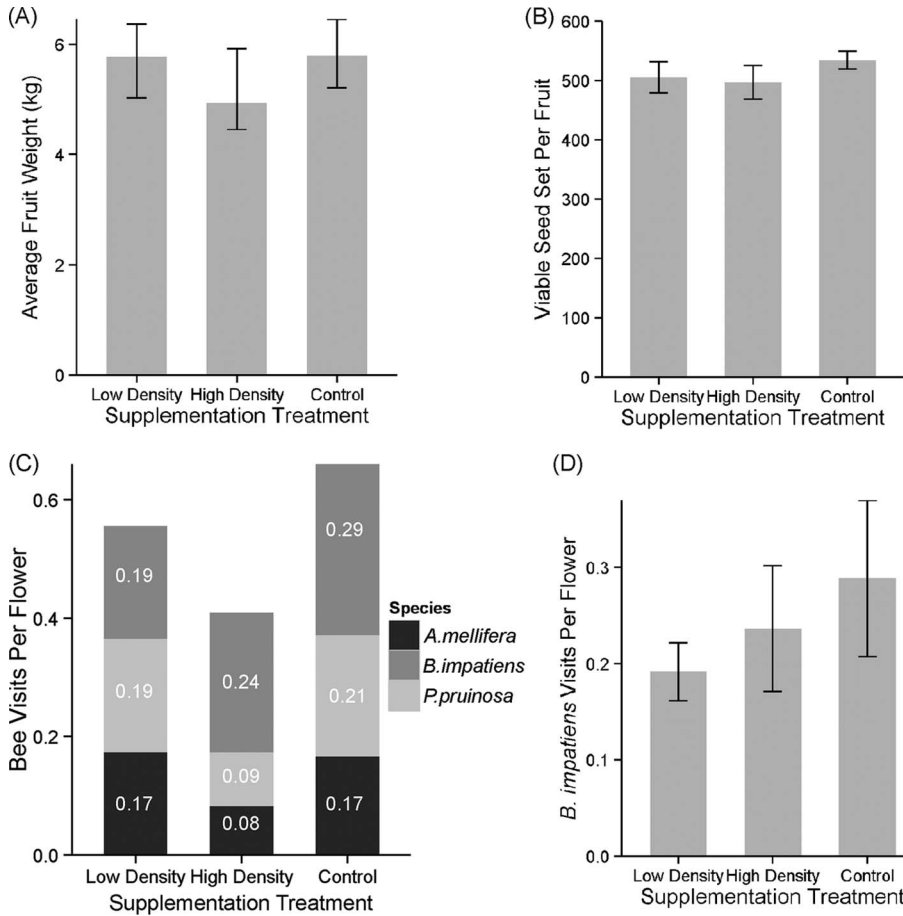 (A)
Average Fruit Weight (kg)
6
4
2
0
Low Density High Density Control
Supplementation Treatment
(B)
Viable Seed Set Per Fruit
600
500
400
300
200
100
0
Low Density High Density Control
Supplementation Treatment
(C)
Bee Visits Per Flower
0.6
0.4
0.2
0.0
0.19
0.19
0.17
0.24
0.09
0.08
0.29
0.21
0.17
Low Density High Density Control
Supplementation Treatment
Species
A.mellifera
B.impatiens
P.pruinosa
(D)
B. impatiens Visits Per Flower
0.3
0.2
0.1
0.0
Low Density High Density Control
Supplementation Treatment